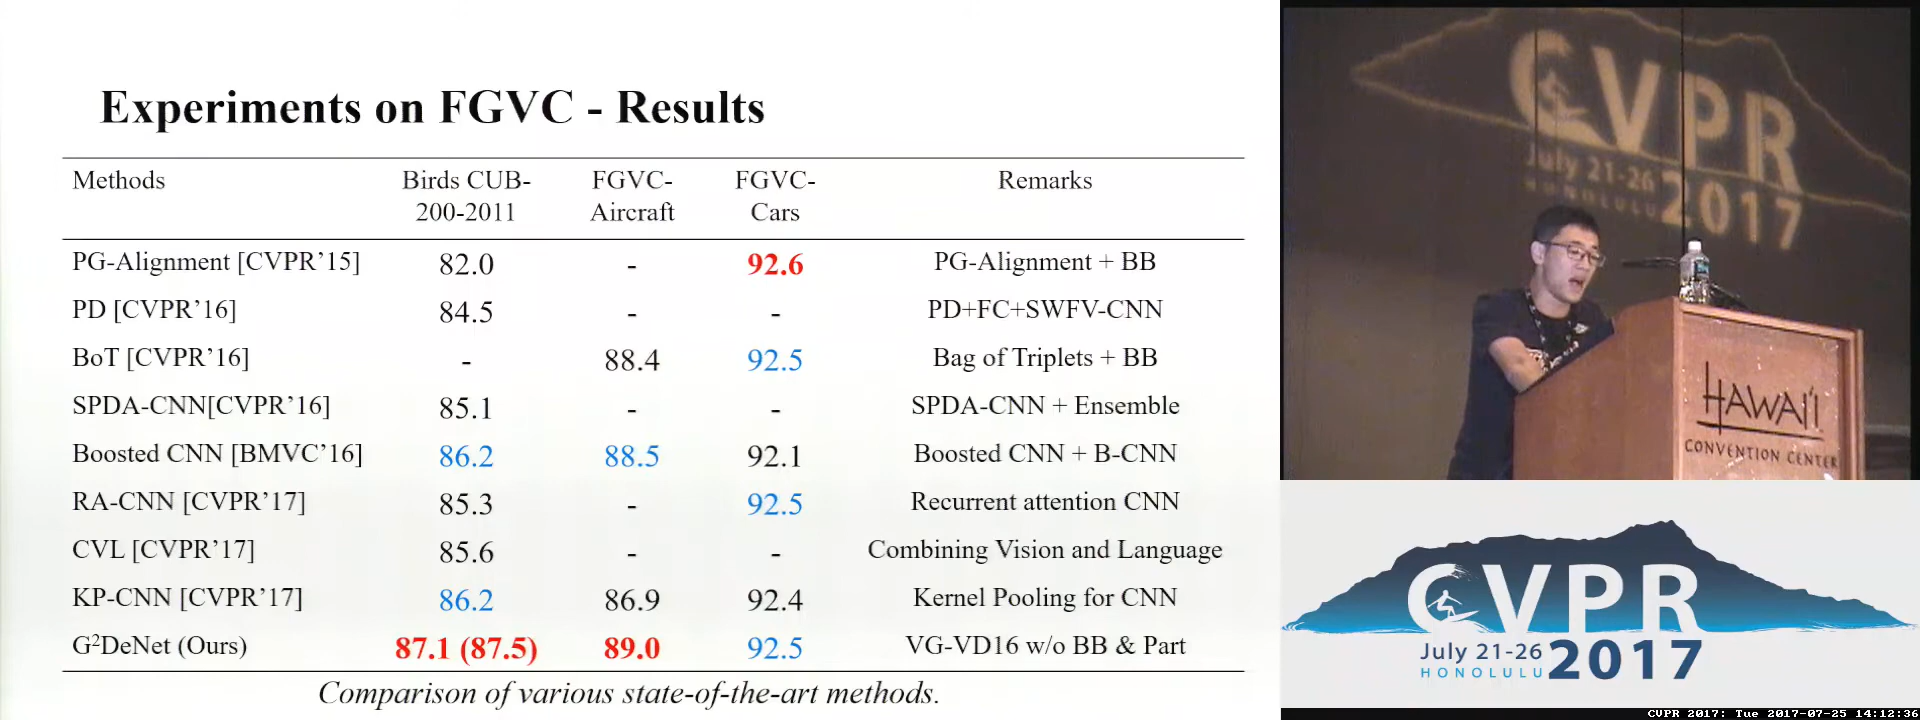 Experiments on FGVC - Results
Methods Birds CUB- FGVC- FGVC- Remarks
200-2011 Aircraft Cars
PG-Alignment [CVPR'15] 82.0 - 92.6 PG-Alignment + BB
PD [CVPR'16] 84.5 - - PD+FC+SWFV-CNN
BoT [CVPR'16] - 88.4 92.5 Bag of Triplets + BB
SPDA-CNN[CVPR'16] 85.1 - - SPDA-CNN + Ensemble
Boosted CNN [BMVC'16] 86.2 88.5 92.1 Boosted CNN + B-CNN
RA-CNN [CVPR'17] 85.3 - 92.5 Recurrent attention CNN
CVL [CVPR'17] 85.6 - - Combining Vision and Language
KP-CNN [CVPR'17] 86.2 86.9 92.4 Kernel Pooling for CNN
G²DeNet (Ours) 87.1 (87.5) 89.0 92.5 VG-VD16 w/o BB & Part
Comparison of various state-of-the-art methods.
CVPR
July 21-26
HONOLULU 2017
HAWAI'I
CONVENTION CENTER
CVPR
July 21-26
HONOLULU 2017
CVPR 2017: Tue 2017-07-25 14:12:36